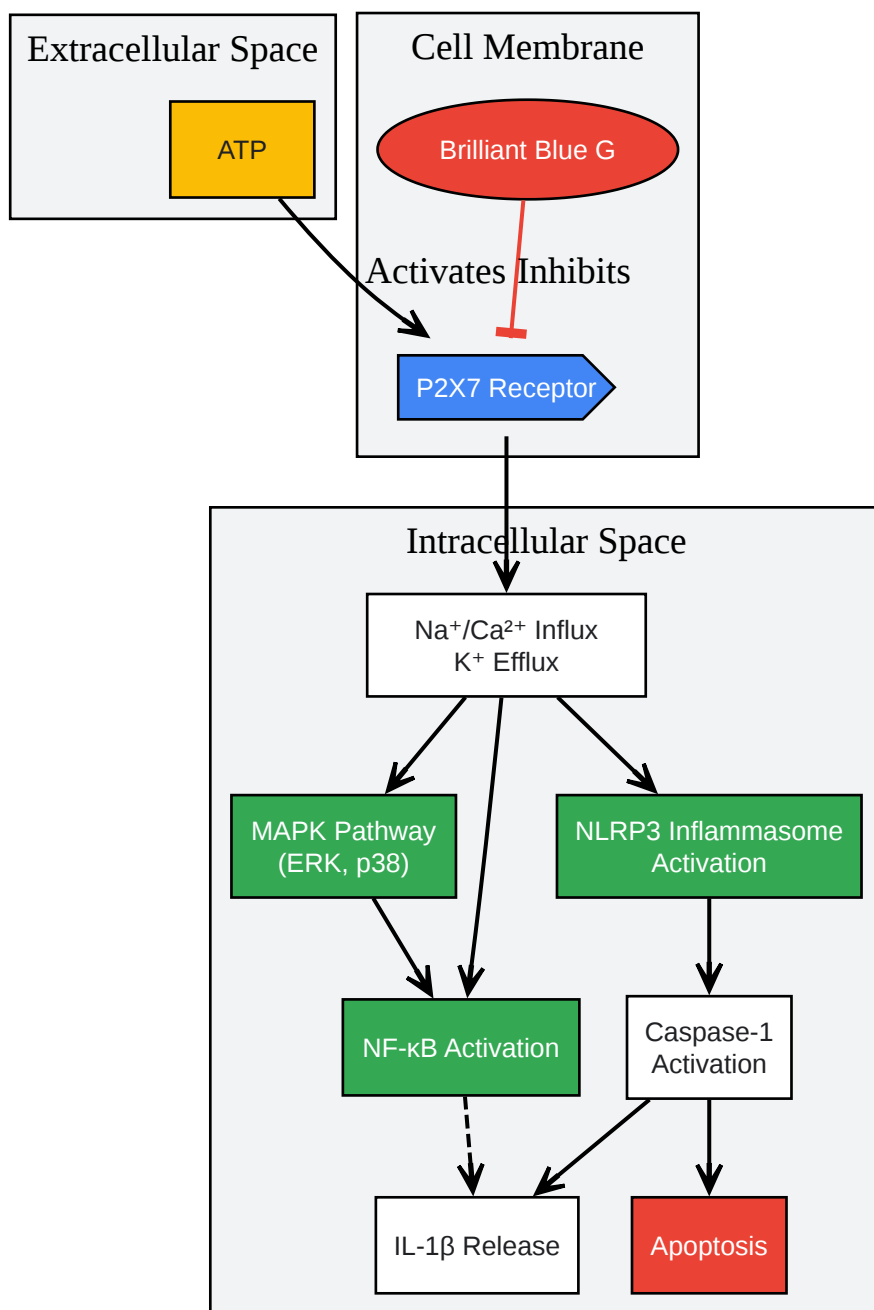 Extracellular Space
Cell Membrane
ATP
Brilliant Blue G
Activates
Inhibits
P2X7 Receptor
Intracellular Space
Na⁺/Ca²⁺ Influx
K⁺ Efflux
MAPK Pathway
(ERK, p38)
NLRP3 Inflammasome
Activation
NF-κB Activation
Caspase-1
Activation
IL-1β Release
Apoptosis